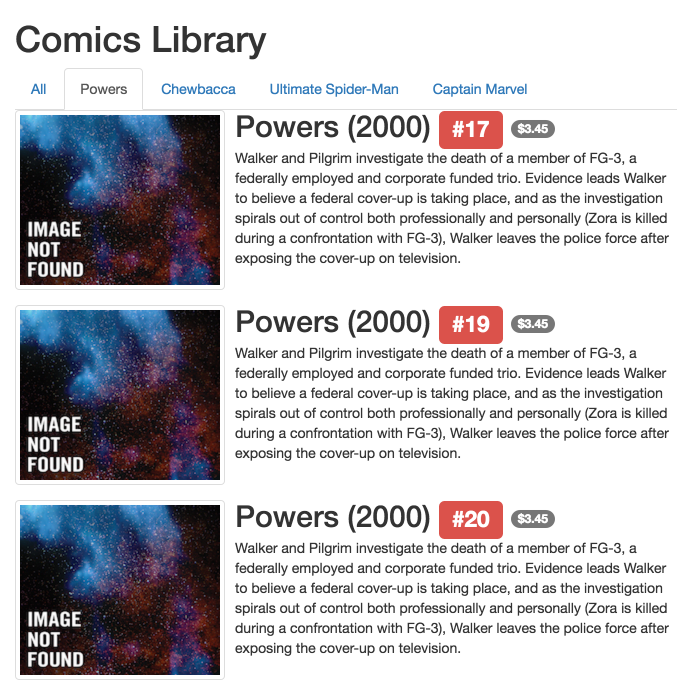 Comics Library
All Powers Chewbacca Ultimate Spider-Man Captain Marvel
IMAGE
NOT
FOUND
Powers (2000) #17 $3.45
Walker and Pilgrim investigate the death of a member of FG-3, a
federally employed and corporate funded trio. Evidence leads Walker
to believe a federal cover-up is taking place, and as the investigation
spirals out of control both professionally and personally (Zora is killed
during a confrontation with FG-3), Walker leaves the police force after
exposing the cover-up on television.
IMAGE
NOT
FOUND
Powers (2000) #19 $3.45
Walker and Pilgrim investigate the death of a member of FG-3, a
federally employed and corporate funded trio. Evidence leads Walker
to believe a federal cover-up is taking place, and as the investigation
spirals out of control both professionally and personally (Zora is killed
during a confrontation with FG-3), Walker leaves the police force after
exposing the cover-up on television.
IMAGE
NOT
FOUND
Powers (2000) #20 $3.45
Walker and Pilgrim investigate the death of a member of FG-3, a
federally employed and corporate funded trio. Evidence leads Walker
to believe a federal cover-up is taking place, and as the investigation
spirals out of control both professionally and personally (Zora is killed
during a confrontation with FG-3), Walker leaves the police force after
exposing the cover-up on television.